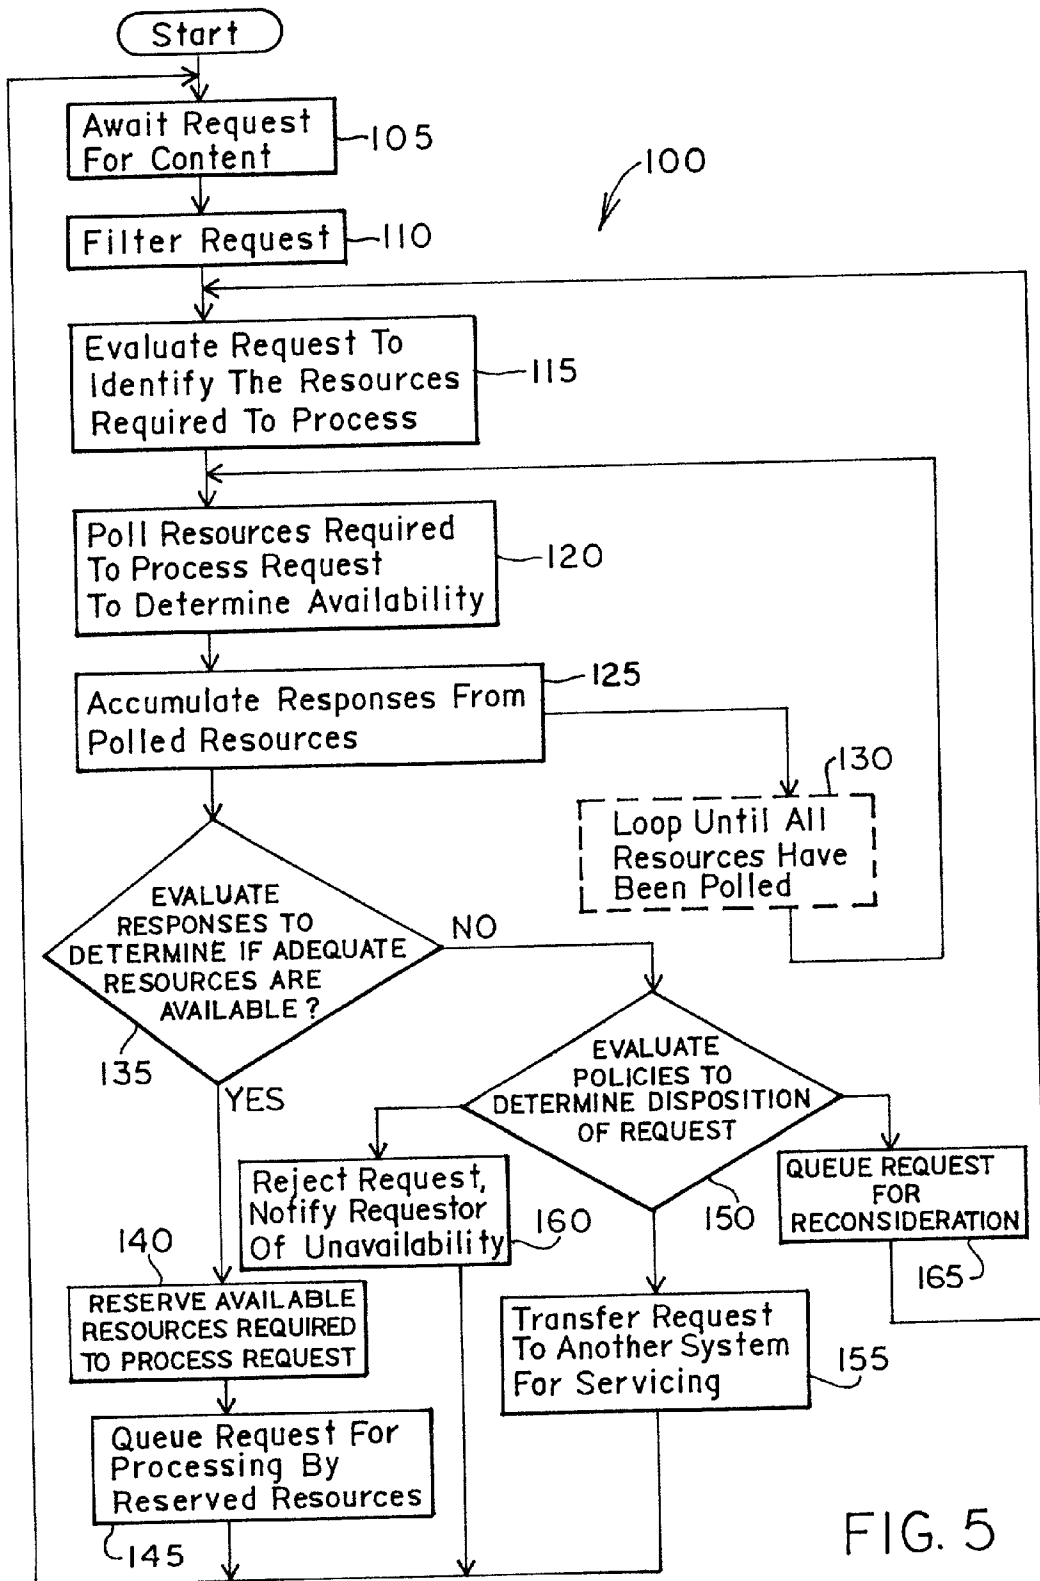 Start
Await Request
For Content
105
100
Filter Request
110
Evaluate Request To
Identify The Resources
Required To Process
115
Poll Resources Required
To Process Request
To Determine Availability
120
Accumulate Responses From
Polled Resources
125
130
Loop Until All
Resources Have
Been Polled
EVALUATE
RESPONSES TO
DETERMINE IF ADEQUATE
RESOURCES ARE
AVAILABLE?
135
NO
YES
EVALUATE
POLICIES TO
DETERMINE DISPOSITION
OF REQUEST
150
Reject Request,
Notify Requestor
Of Unavailability
160
QUEUE REQUEST
FOR
RECONSIDERATION
165
140
RESERVE AVAILABLE
RESOURCES REQUIRED
TO PROCESS REQUEST
Transfer Request
To Another System
For Servicing
155
Queue Request For
Processing By
Reserved Resources
145
FIG. 5